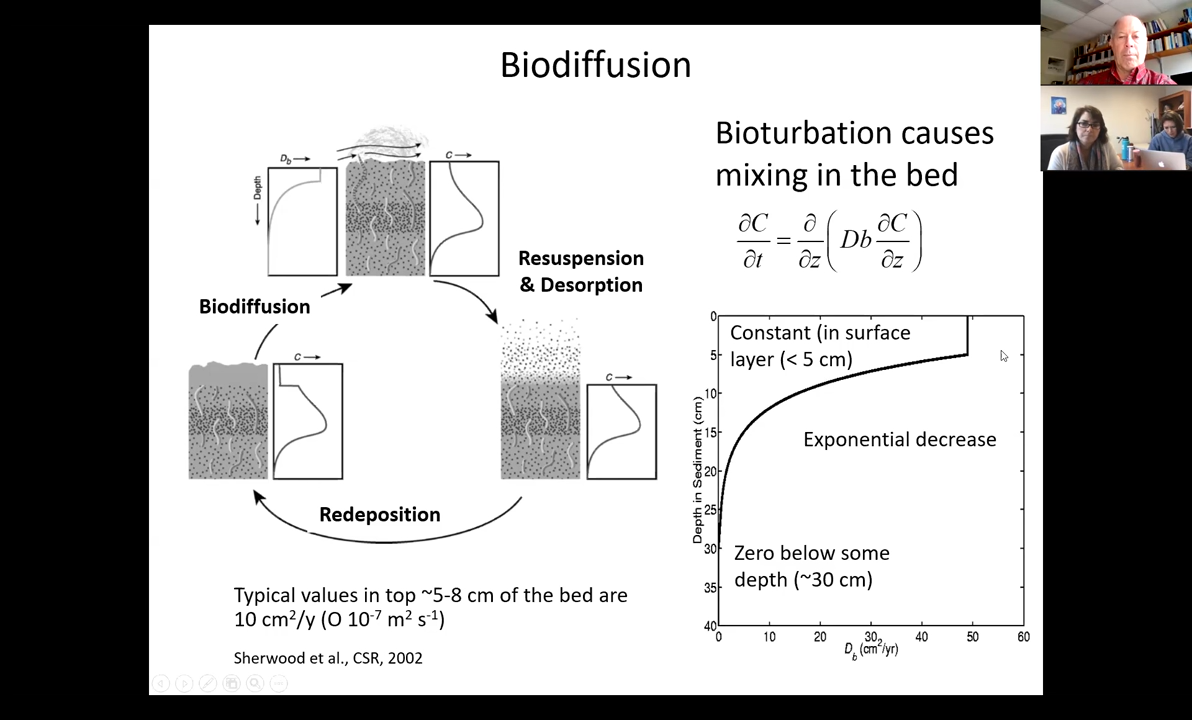 Biodiffusion
Bioturbation causes
mixing in the bed
∂C/∂t = ∂/∂z ( Db ∂C/∂z )
D_b →
Depth
C →
Resuspension
& Desorption
Biodiffusion
C →
C →
Redeposition
Typical values in top ~5-8 cm of the bed are
10 cm²/y (O 10⁻⁷ m² s⁻¹)
Sherwood et al., CSR, 2002
Constant (in surface
layer (< 5 cm)
Exponential decrease
Zero below some
depth (~30 cm)
Depth in Sediment (cm)
0
5
10
15
20
25
30
35
40
0 10 20 30 40 50 60
D_b (cm²/yr)